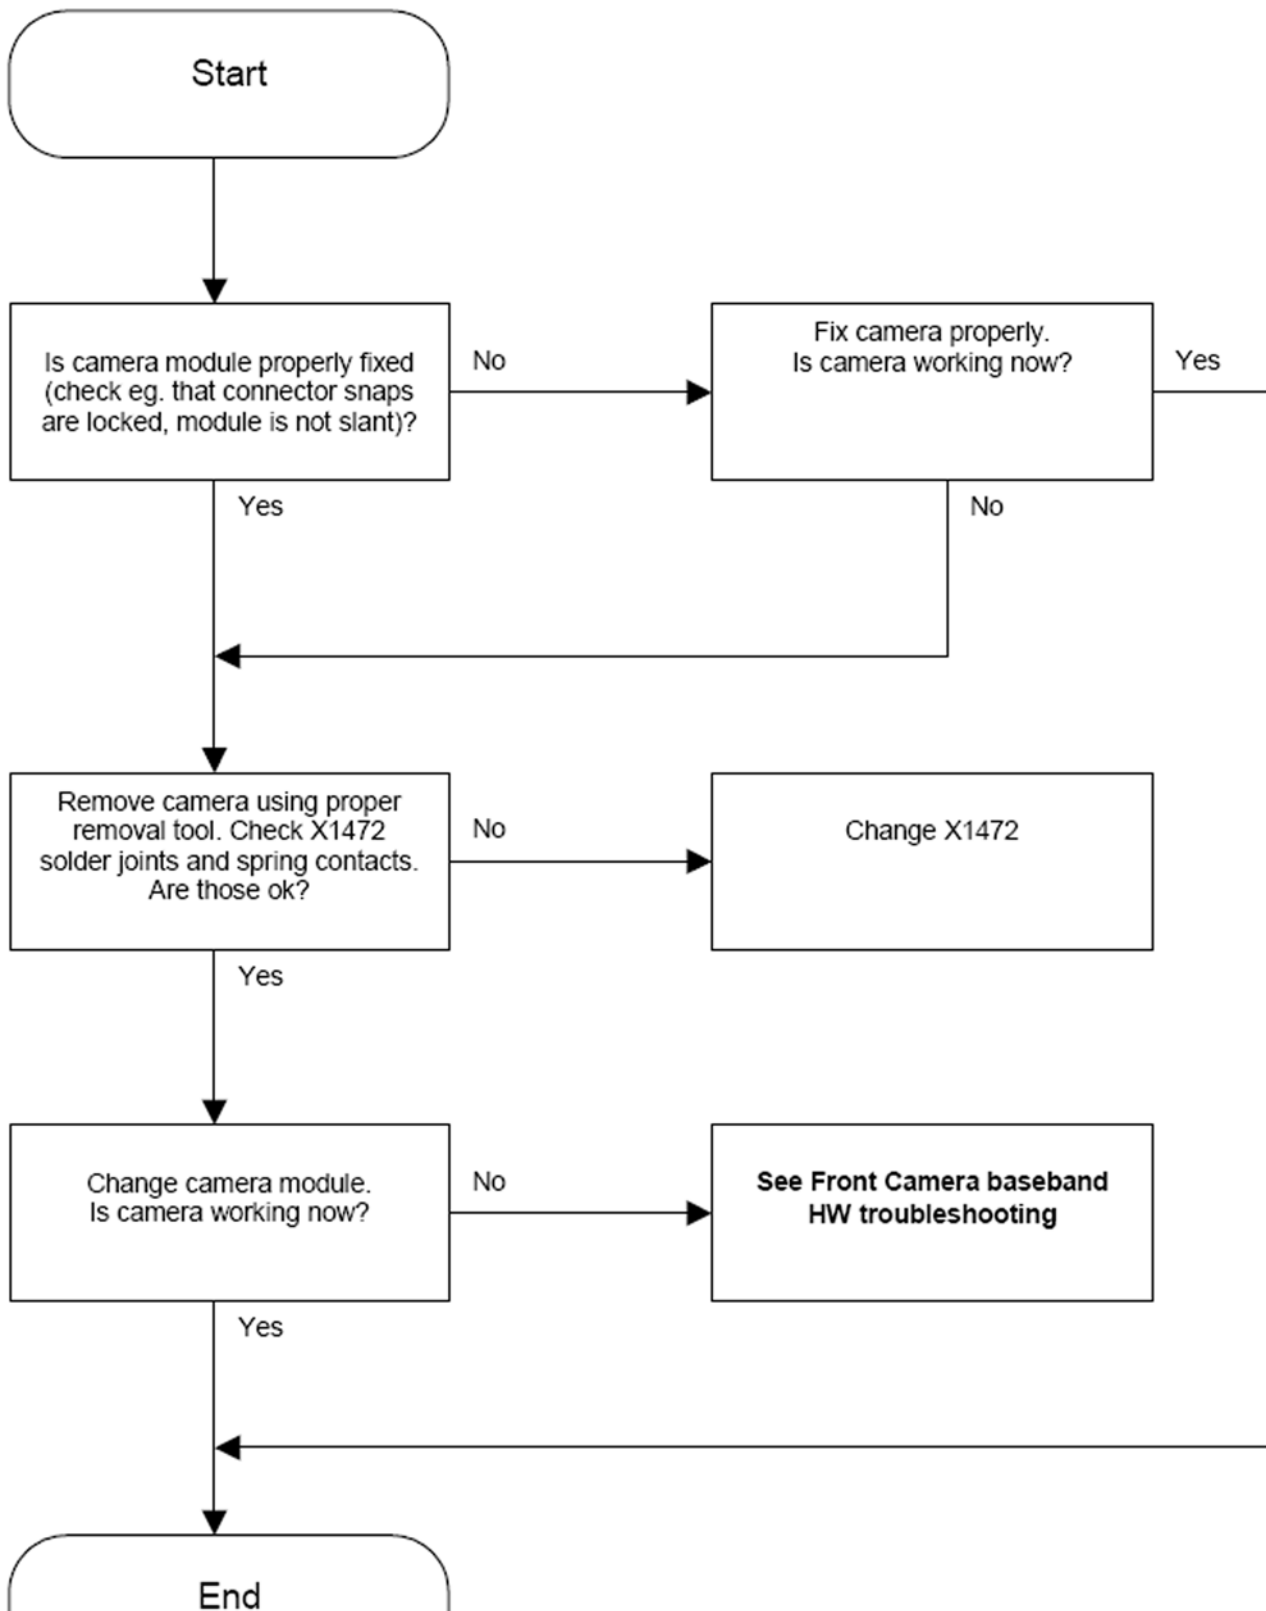 Start
Is camera module properly fixed
(check eg. that connector snaps
are locked, module is not slant)?
No
Fix camera properly.
Is camera working now?
Yes
Yes
No
Remove camera using proper
removal tool. Check X1472
solder joints and spring contacts.
Are those ok?
No
Change X1472
Yes
Change camera module.
Is camera working now?
No
See Front Camera baseband
HW troubleshooting
Yes
End